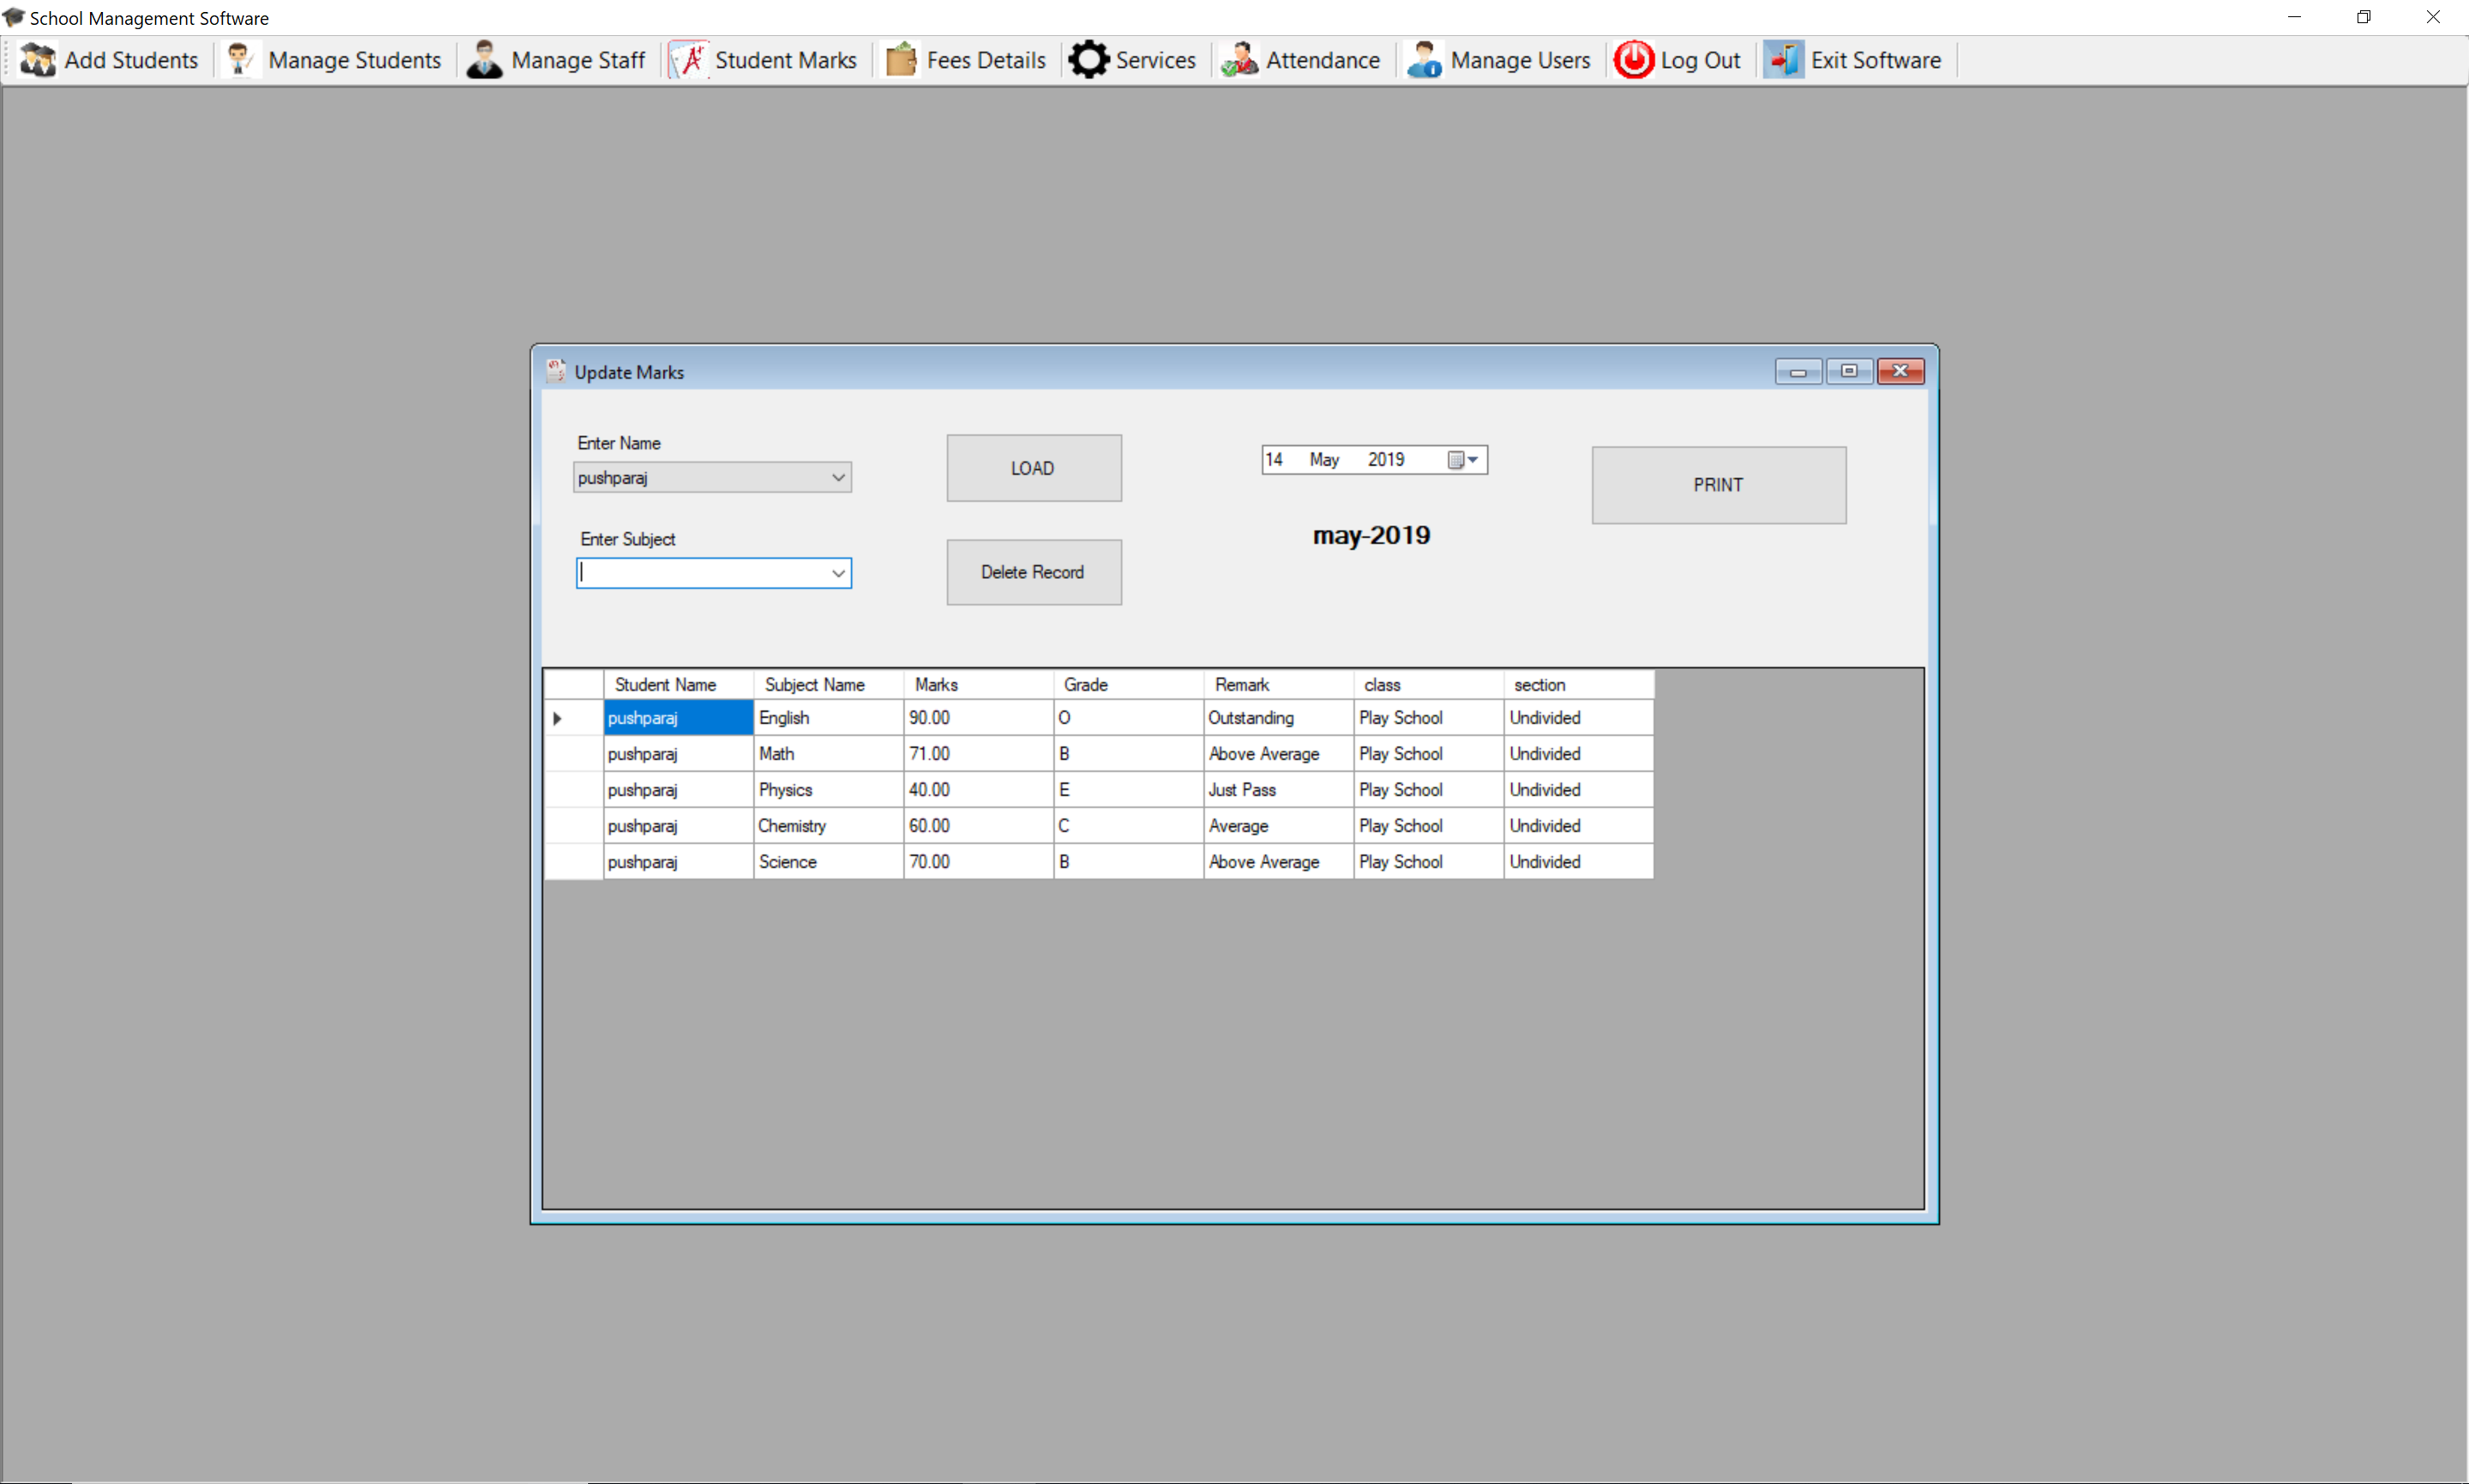 School Management Software
Add Students Manage Students Manage Staff Student Marks Fees Details Services Attendance Manage Users Log Out Exit Software
Update Marks
Enter Name
pushparaj
LOAD
14 May 2019
PRINT
Enter Subject
Delete Record
may-2019
Student Name Subject Name Marks Grade Remark class section
pushparaj English 90.00 O Outstanding Play School Undivided
pushparaj Math 71.00 B Above Average Play School Undivided
pushparaj Physics 40.00 E Just Pass Play School Undivided
pushparaj Chemistry 60.00 C Average Play School Undivided
pushparaj Science 70.00 B Above Average Play School Undivided